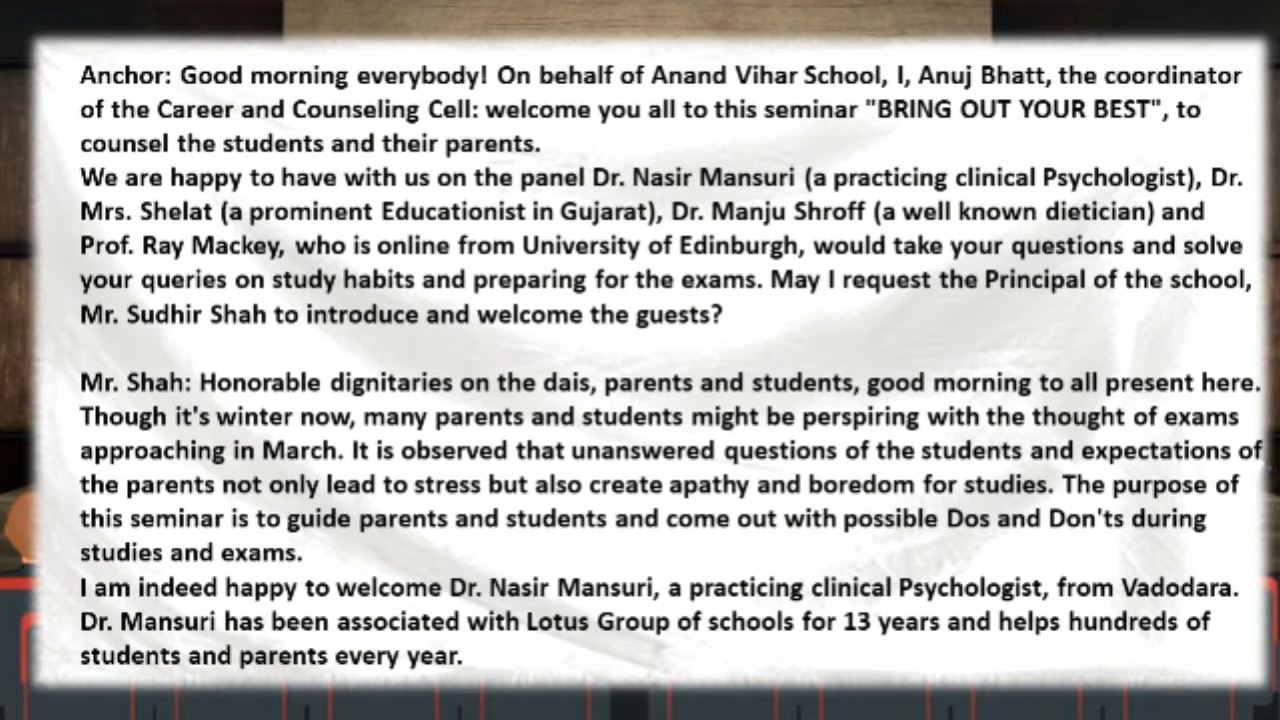 Anchor: Good morning everybody! On behalf of Anand Vihar School, I, Anuj Bhatt, the coordinator
of the Career and Counseling Cell: welcome you all to this seminar "BRING OUT YOUR BEST", to
counsel the students and their parents.
We are happy to have with us on the panel Dr. Nasir Mansuri (a practicing clinical Psychologist), Dr.
Mrs. Shelat (a prominent Educationist in Gujarat), Dr. Manju Shroff (a well known dietician) and
Prof. Ray Mackey, who is online from University of Edinburgh, would take your questions and solve
your queries on study habits and preparing for the exams. May I request the Principal of the school,
Mr. Sudhir Shah to introduce and welcome the guests?
Mr. Shah: Honorable dignitaries on the dais, parents and students, good morning to all present here.
Though it's winter now, many parents and students might be perspiring with the thought of exams
approaching in March. It is observed that unanswered questions of the students and expectations of
the parents not only lead to stress but also create apathy and boredom for studies. The purpose of
this seminar is to guide parents and students and come out with possible Dos and Don'ts during
studies and exams.
I am indeed happy to welcome Dr. Nasir Mansuri, a practicing clinical Psychologist, from Vadodara.
Dr. Mansuri has been associated with Lotus Group of schools for 13 years and helps hundreds of
students and parents every year.